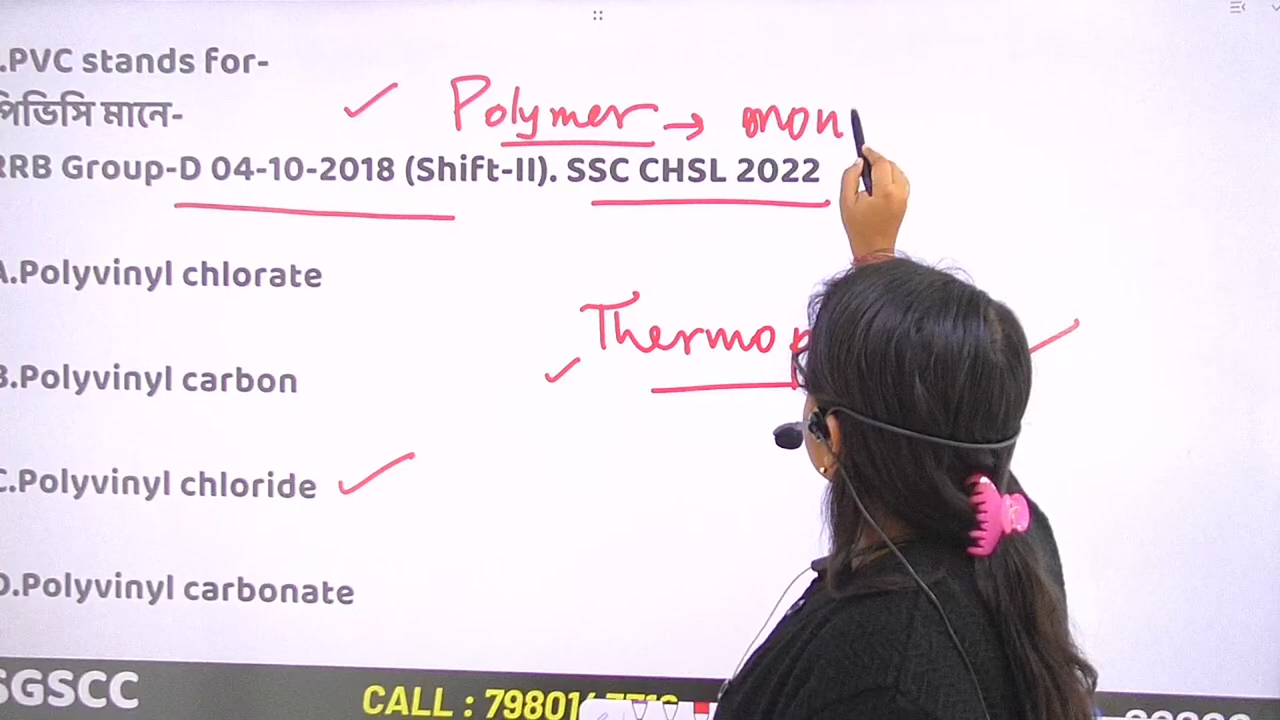 .PVC stands for-
পিভিসি মানে-
Polymer → mon
RRB Group-D 04-10-2018 (Shift-II). SSC CHSL 2022
A.Polyvinyl chlorate
Thermop
B.Polyvinyl carbon
C.Polyvinyl chloride
D.Polyvinyl carbonate
SGSCC
CALL : 79801